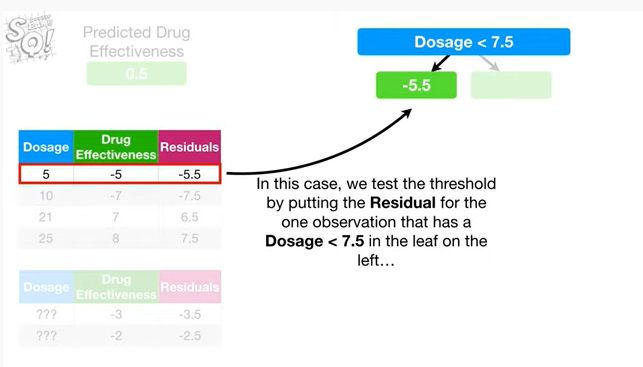 SQ!
Predicted Drug
Effectiveness
0.5
Dosage < 7.5
-5.5
Dosage Drug Effectiveness Residuals
5 -5 -5.5
10 -7 -7.5
21 7 6.5
25 8 7.5
In this case, we test the threshold
by putting the Residual for the
one observation that has a
Dosage < 7.5 in the leaf on the
left…
Dosage Drug Effectiveness Residuals
??? -3 -3.5
??? -2 -2.5